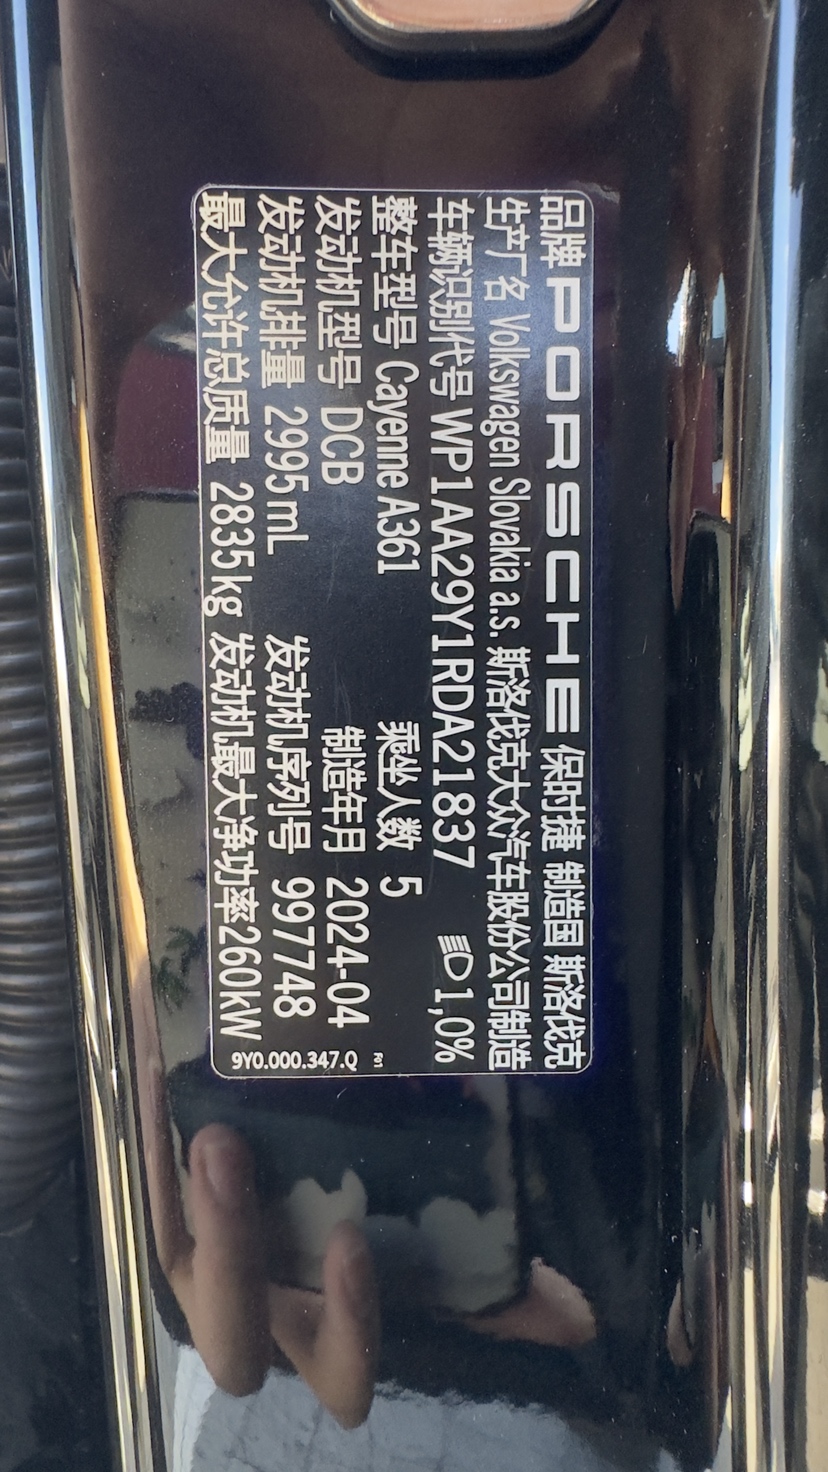 品牌 PORSCHE 保时捷 制造国 斯洛伐克
生产厂名 Volkswagen Slovakia a.s. 斯洛伐克大众汽车股份公司制造
车辆识别代号 WP1AA29Y1RDA21837 1,0%
整车型号 Cayenne A361 乘坐人数 5
发动机型号 DCB 制造年月 2024-04
发动机排量 2995mL 发动机序列号 997748
最大允许总质量 2835kg 发动机最大净功率260kW
9Y0.000.347.Q